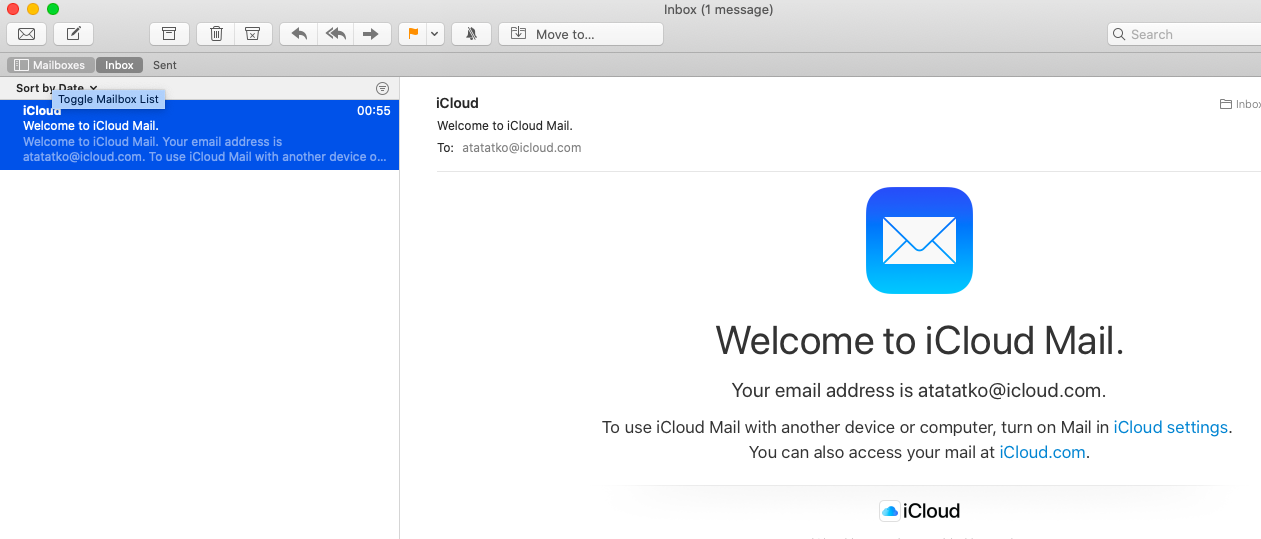 Inbox (1 message)
Move to...
Search
Mailboxes
Inbox
Sent
Sort by Date
Toggle Mailbox List
iCloud
00:55
Welcome to iCloud Mail.
Welcome to iCloud Mail. Your email address is
atatatko@icloud.com. To use iCloud Mail with another device o...
iCloud
Inbox
Welcome to iCloud Mail.
To: atatatko@icloud.com
Welcome to iCloud Mail.
Your email address is atatatko@icloud.com.
To use iCloud Mail with another device or computer, turn on Mail in iCloud settings.
You can also access your mail at iCloud.com.
iCloud